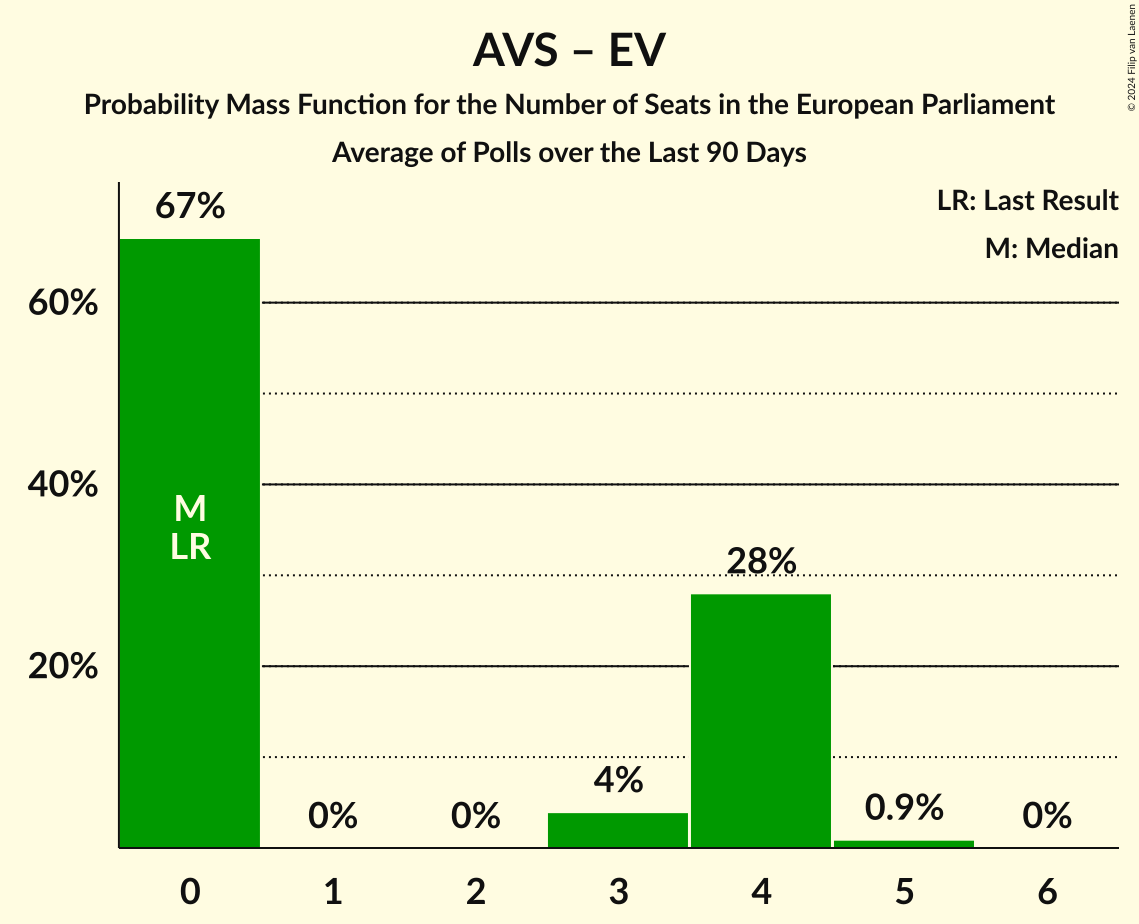 AVS – EV
Probability Mass Function for the Number of Seats in the European Parliament
Average of Polls over the Last 90 Days
© 2024 Filip van Laenen
LR: Last Result
M: Median
67%
60%
40%
20%
M
LR
0%
0%
4%
28%
0.9%
0%
0
1
2
3
4
5
6